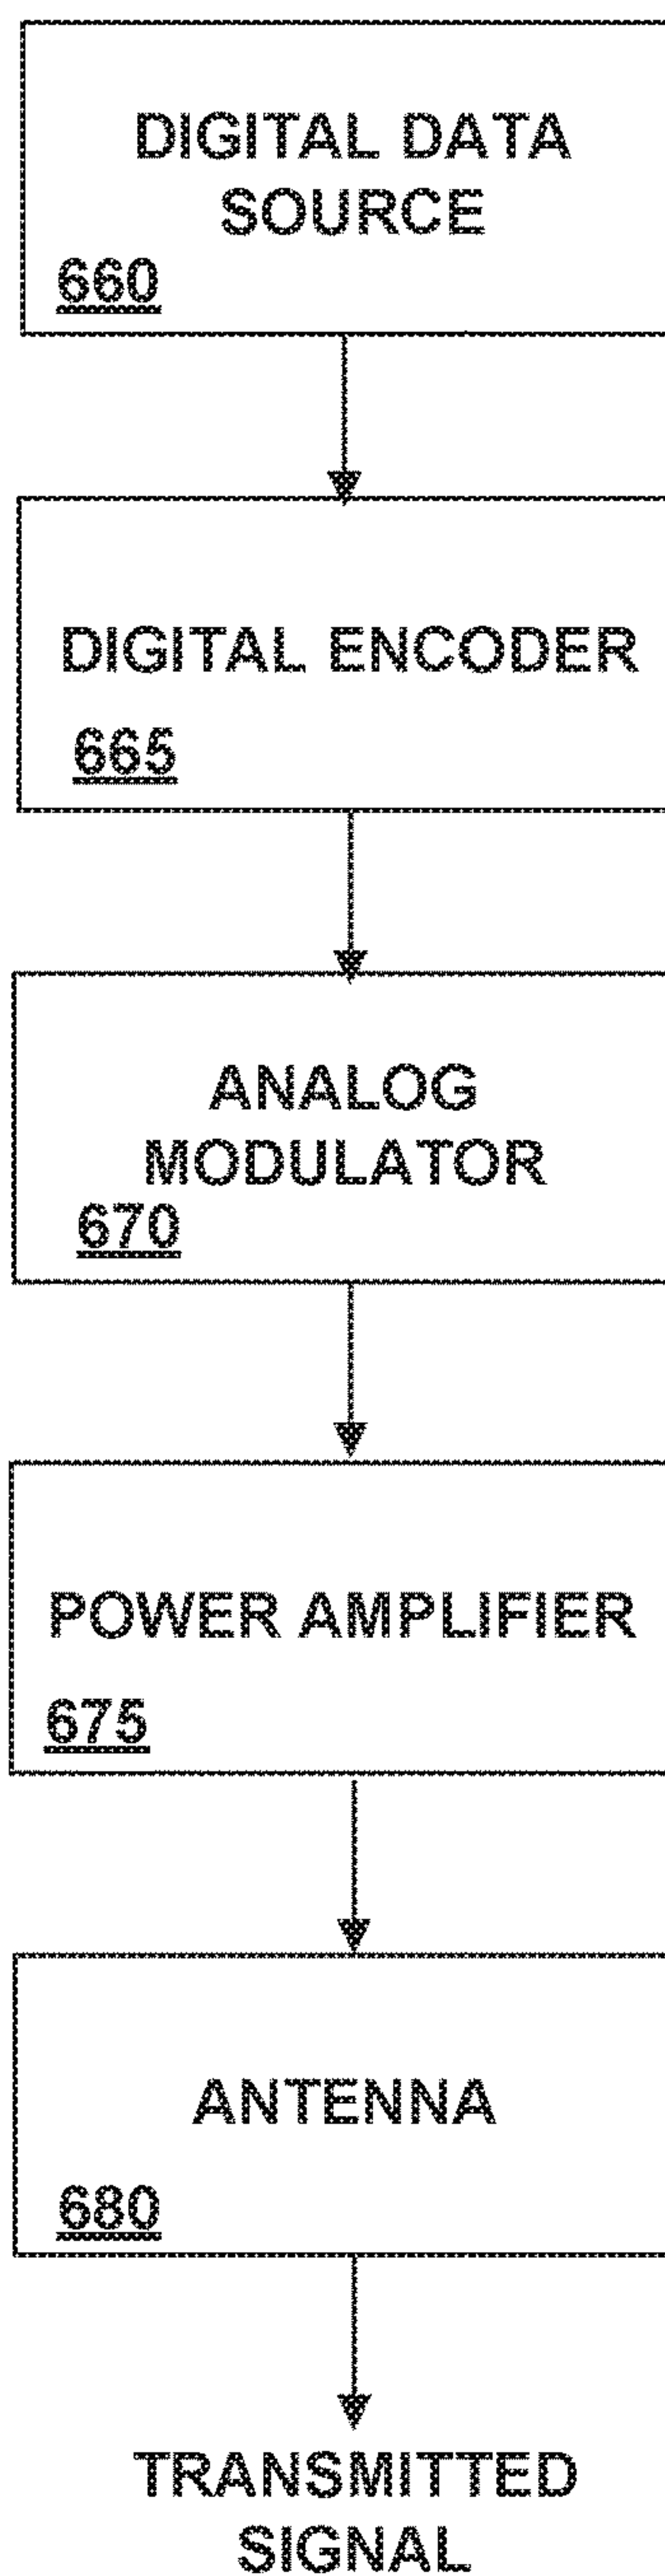 DIGITAL DATA
SOURCE
660
DIGITAL ENCODER
665
ANALOG
MODULATOR
670
POWER AMPLIFIER
675
ANTENNA
680
TRANSMITTED
SIGNAL